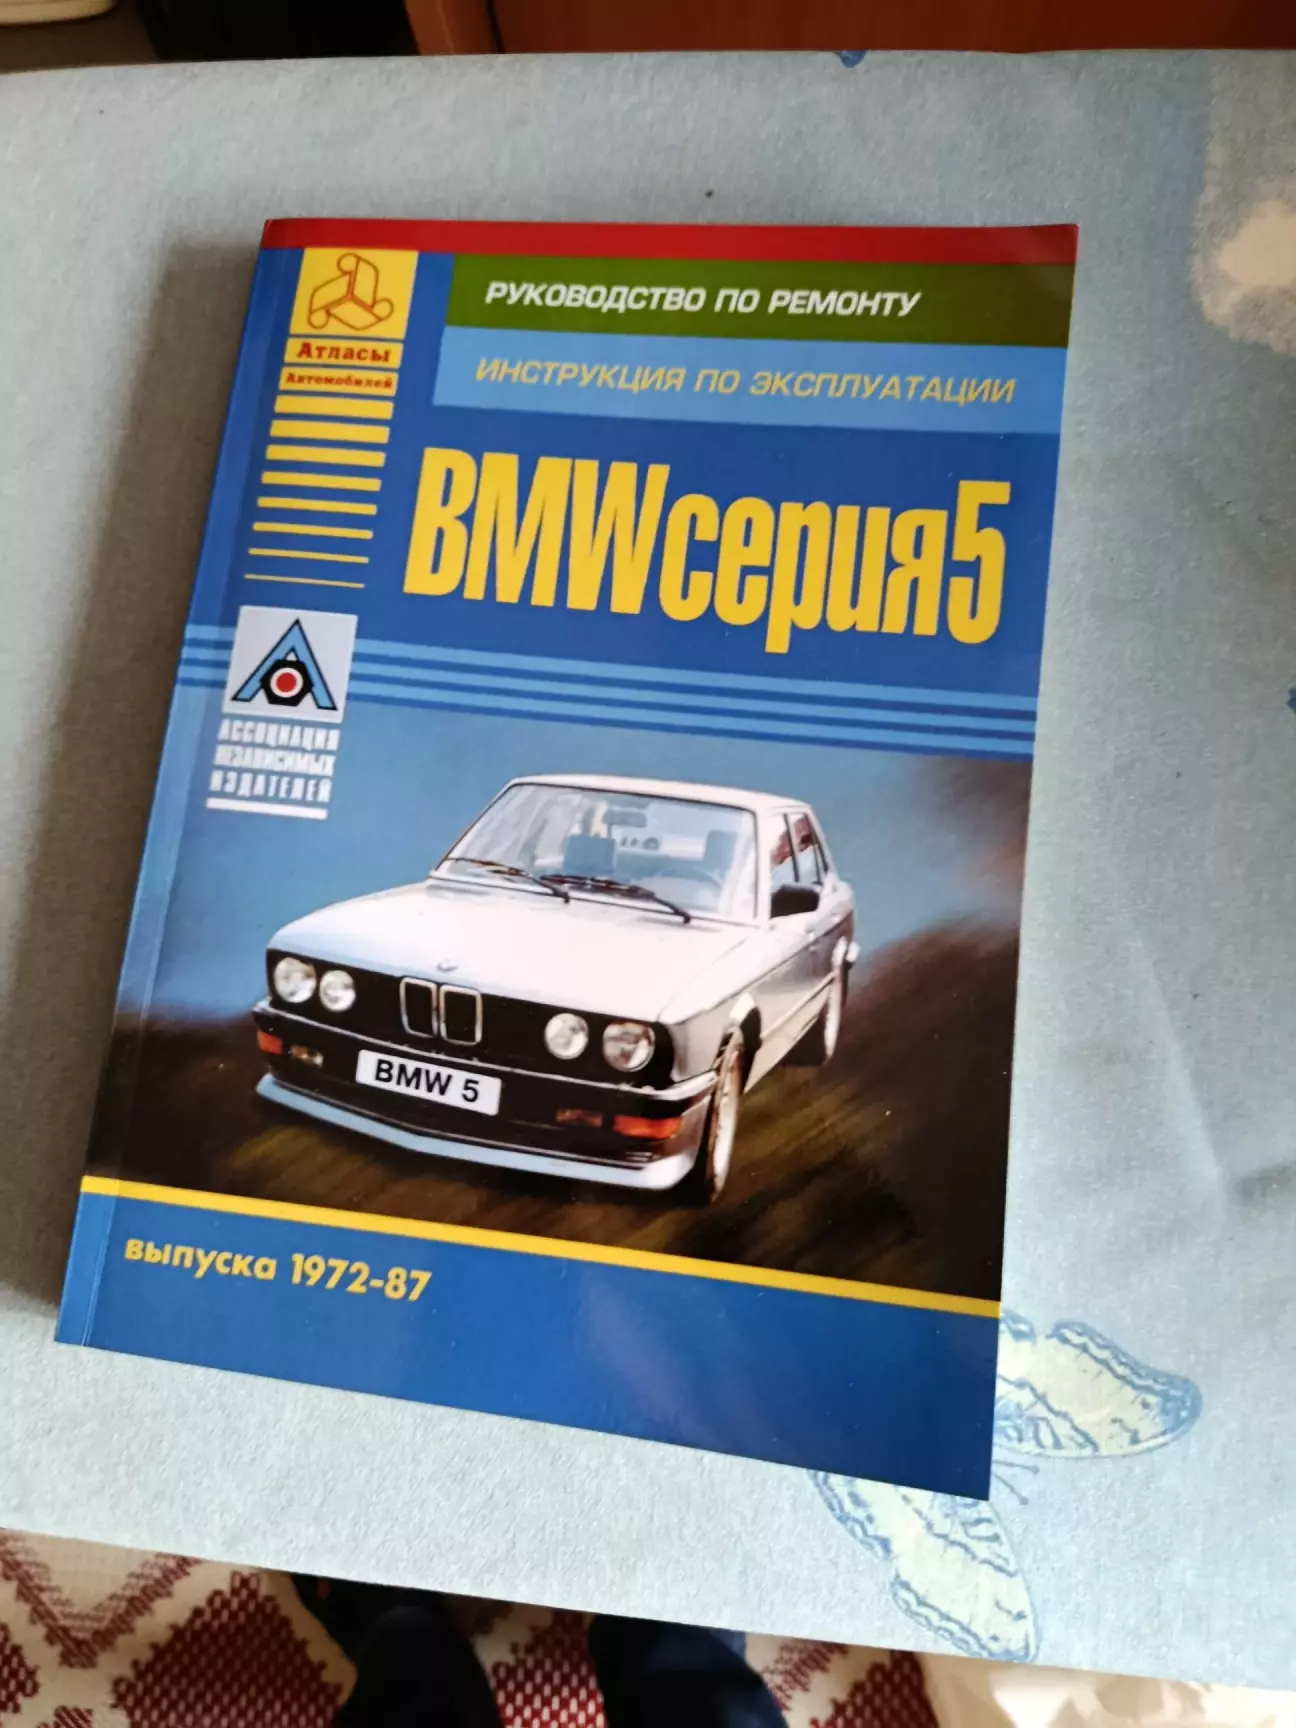 РУКОВОДСТВО ПО РЕМОНТУ
ИНСТРУКЦИЯ ПО ЭКСПЛУАТАЦИИ
Атласы
Автомобилей
BMWсерия5
АССОЦИАЦИЯ
НЕЗАВИСИМЫХ
ИЗДАТЕЛЕЙ
BMW 5
выпуска 1972-87